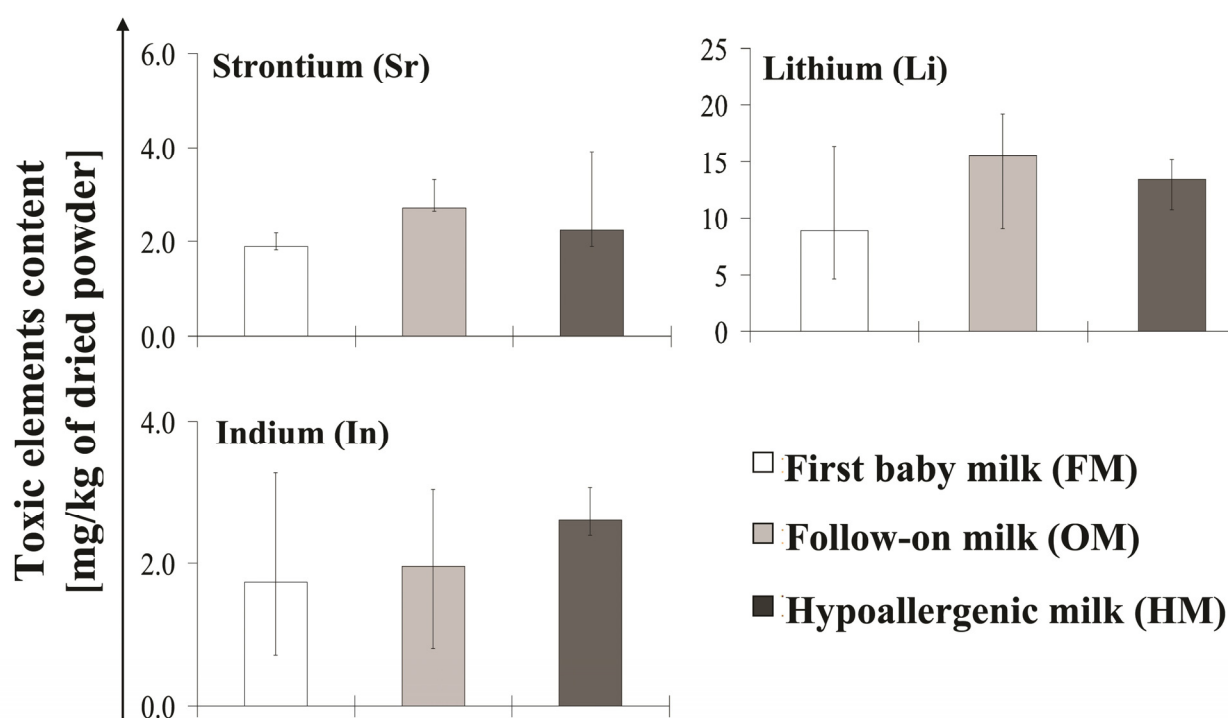 Toxic elements content
[mg/kg of dried powder]
Strontium (Sr)
6.0
4.0
2.0
0.0
Lithium (Li)
25
20
15
10
5
0
Indium (In)
4.0
2.0
0.0
First baby milk (FM)
Follow-on milk (OM)
Hypoallergenic milk (HM)